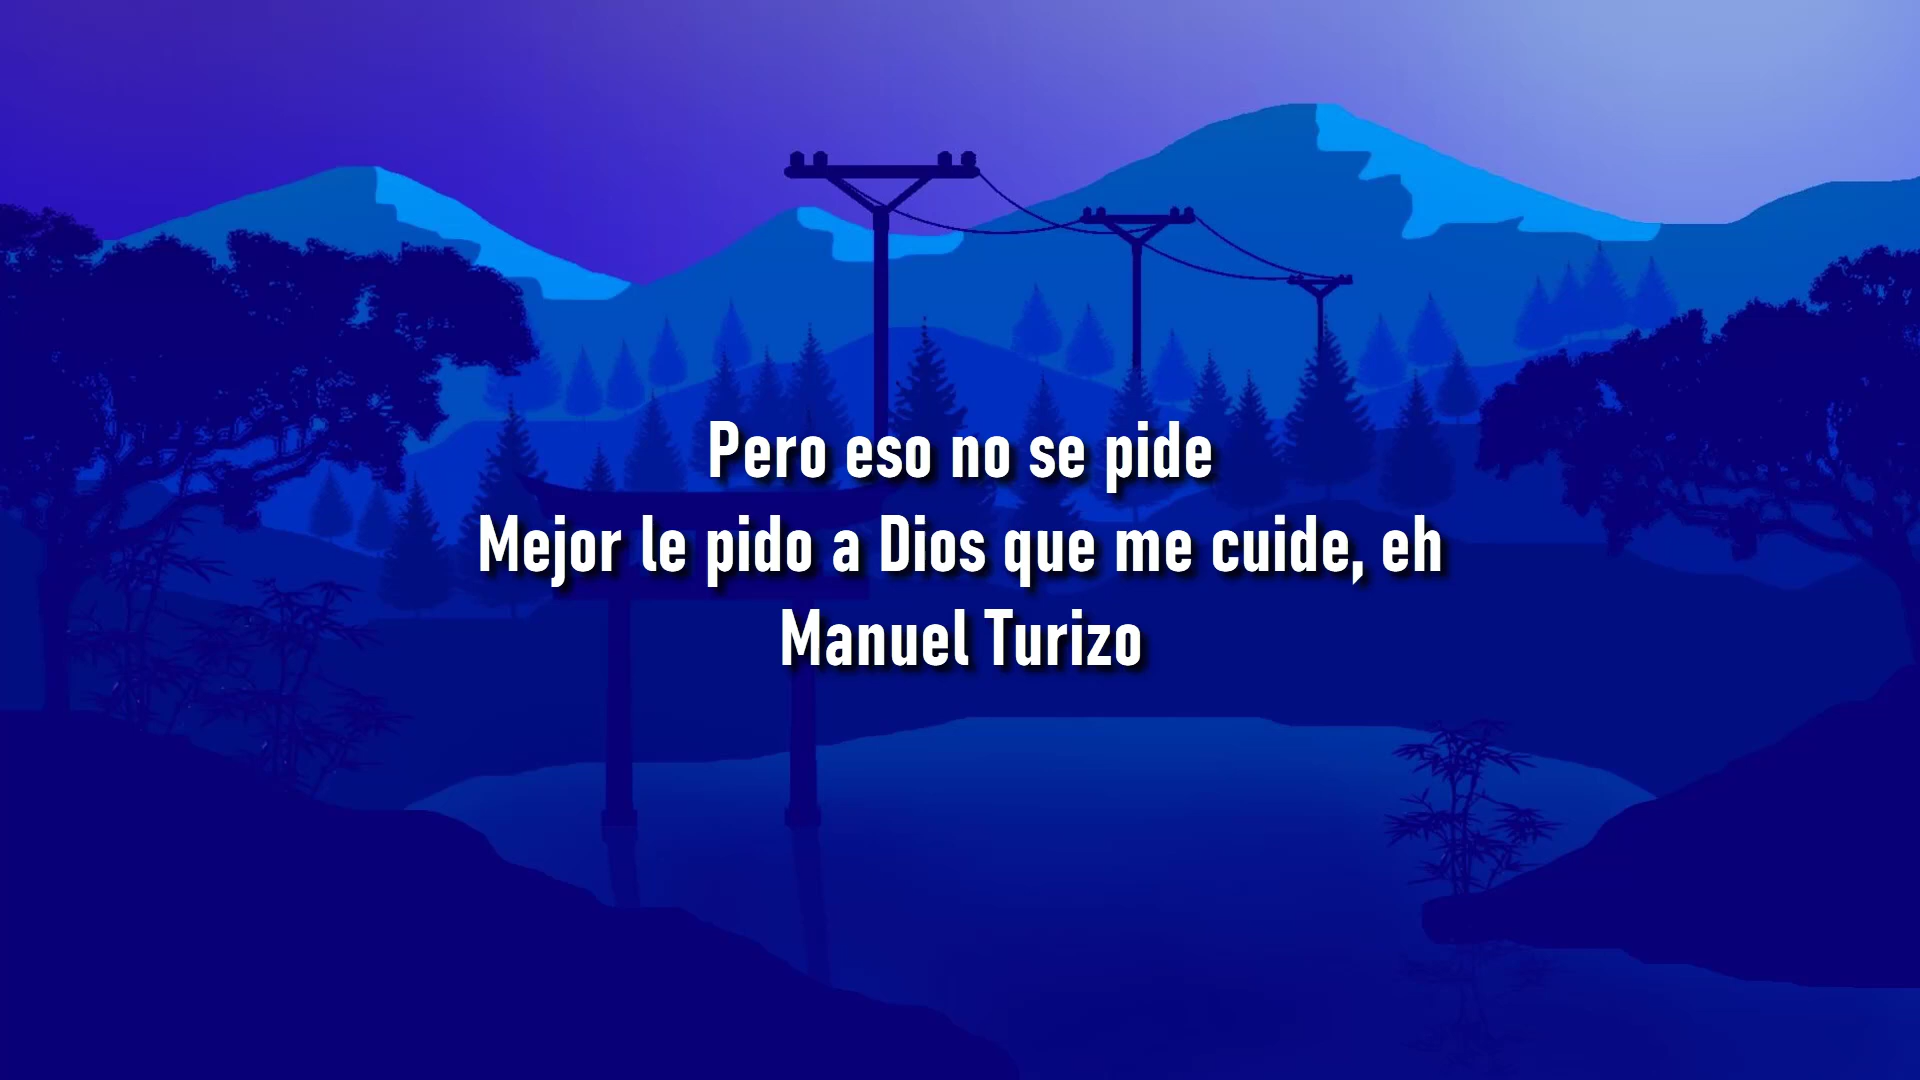 Pero eso no se pide
Mejor le pido a Dios que me cuide, eh
Manuel Turizo